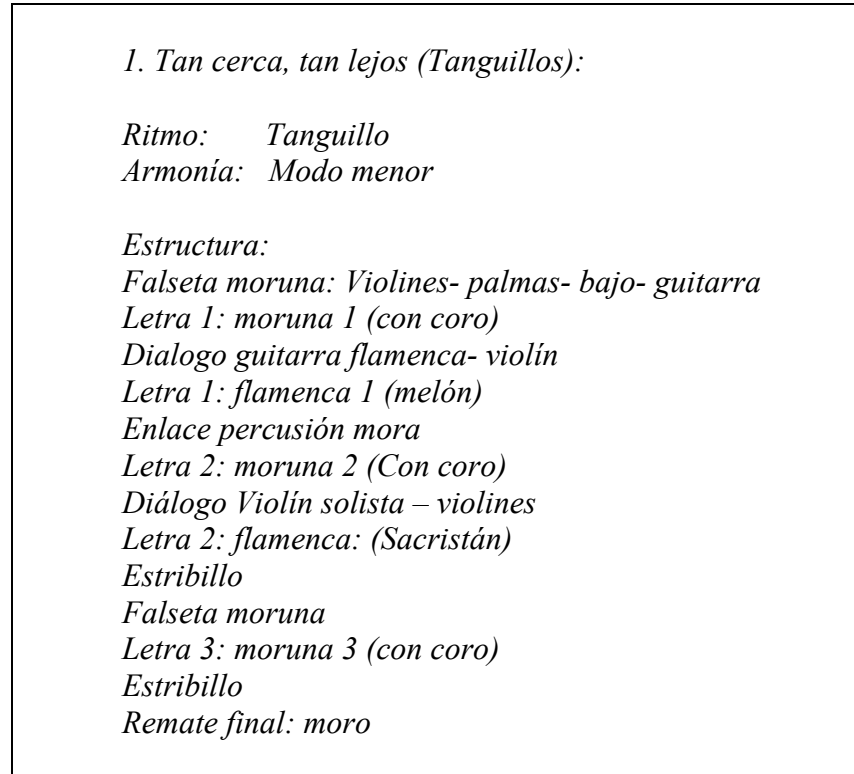 1. Tan cerca, tan lejos (Tanguillos):
Ritmo: Tanguillo
Armonía: Modo menor
Estructura:
Falseta moruna: Violines- palmas- bajo- guitarra
Letra 1: moruna 1 (con coro)
Dialogo guitarra flamenca- violín
Letra 1: flamenca 1 (melón)
Enlace percusión mora
Letra 2: moruna 2 (Con coro)
Diálogo Violín solista – violines
Letra 2: flamenca: (Sacristán)
Estribillo
Falseta moruna
Letra 3: moruna 3 (con coro)
Estribillo
Remate final: moro